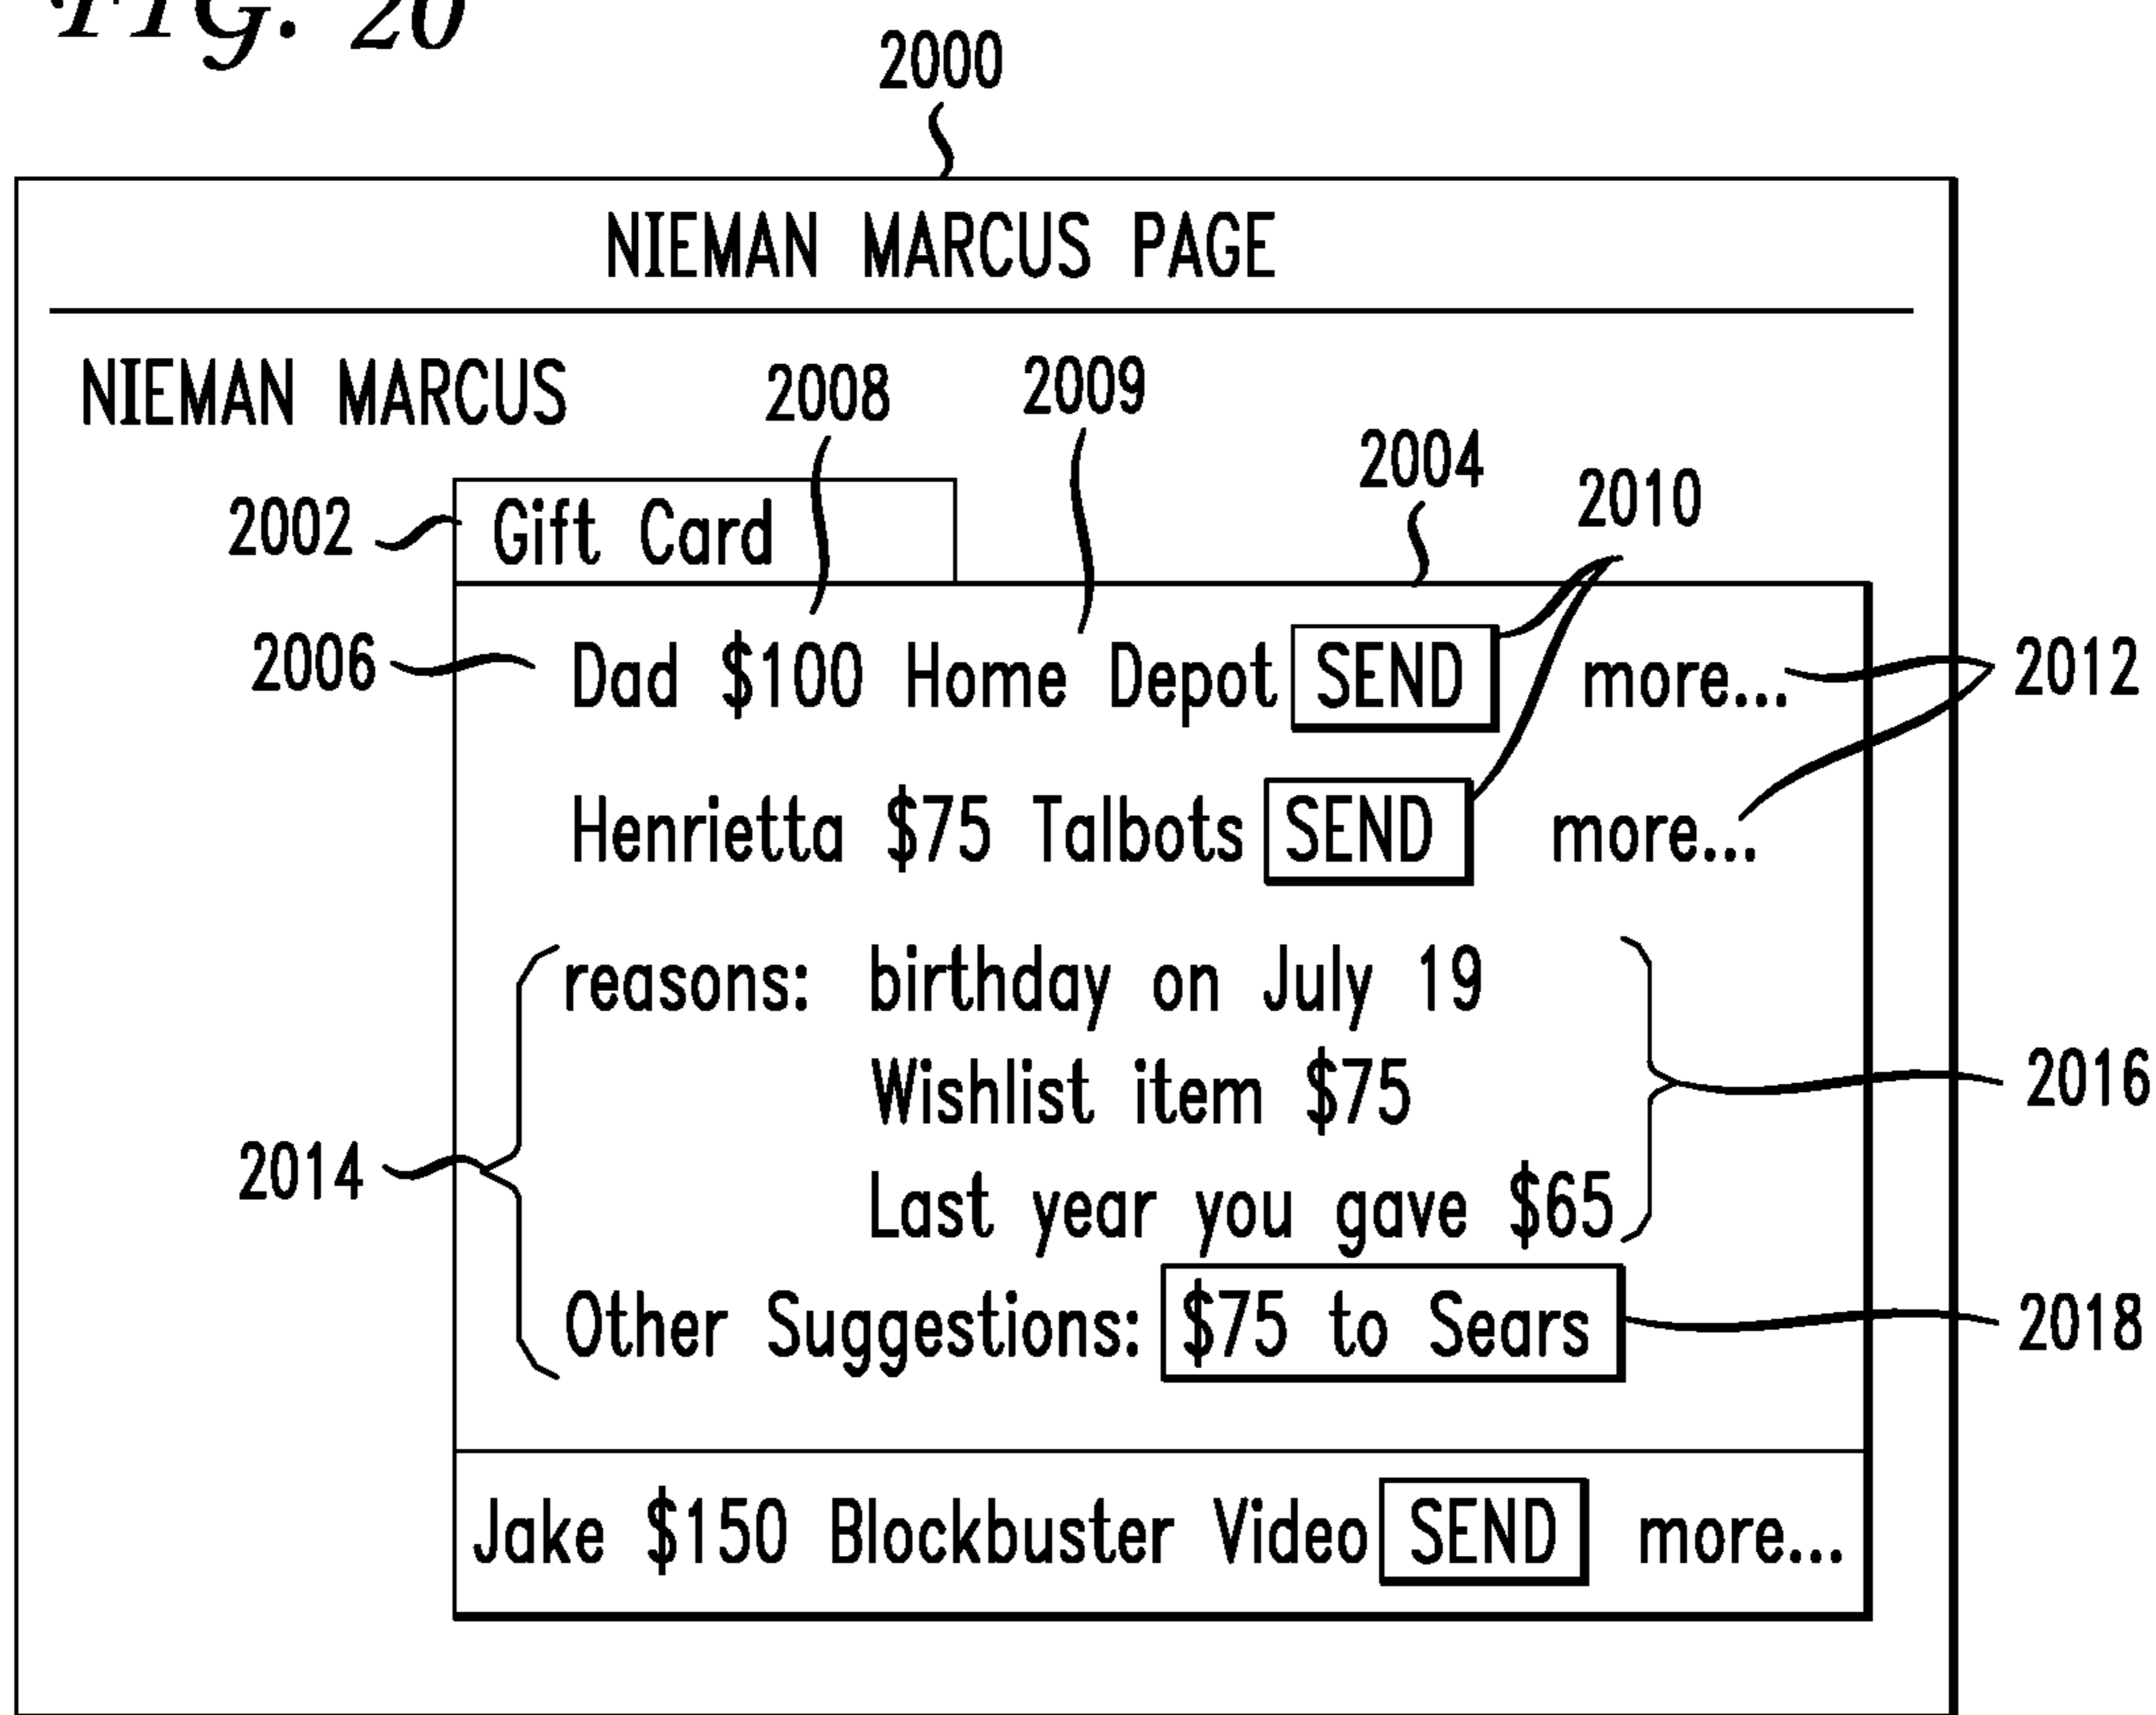 FIG. 20
2000
NIEMAN MARCUS PAGE
NIEMAN MARCUS
2008
2009
2004
2010
2002
Gift Card
2006
Dad $100 Home Depot SEND more...
2012
Henrietta $75 Talbots SEND more...
reasons: birthday on July 19
Wishlist item $75
2016
2014
Last year you gave $65
Other Suggestions: $75 to Sears
2018
Jake $150 Blockbuster Video SEND more...